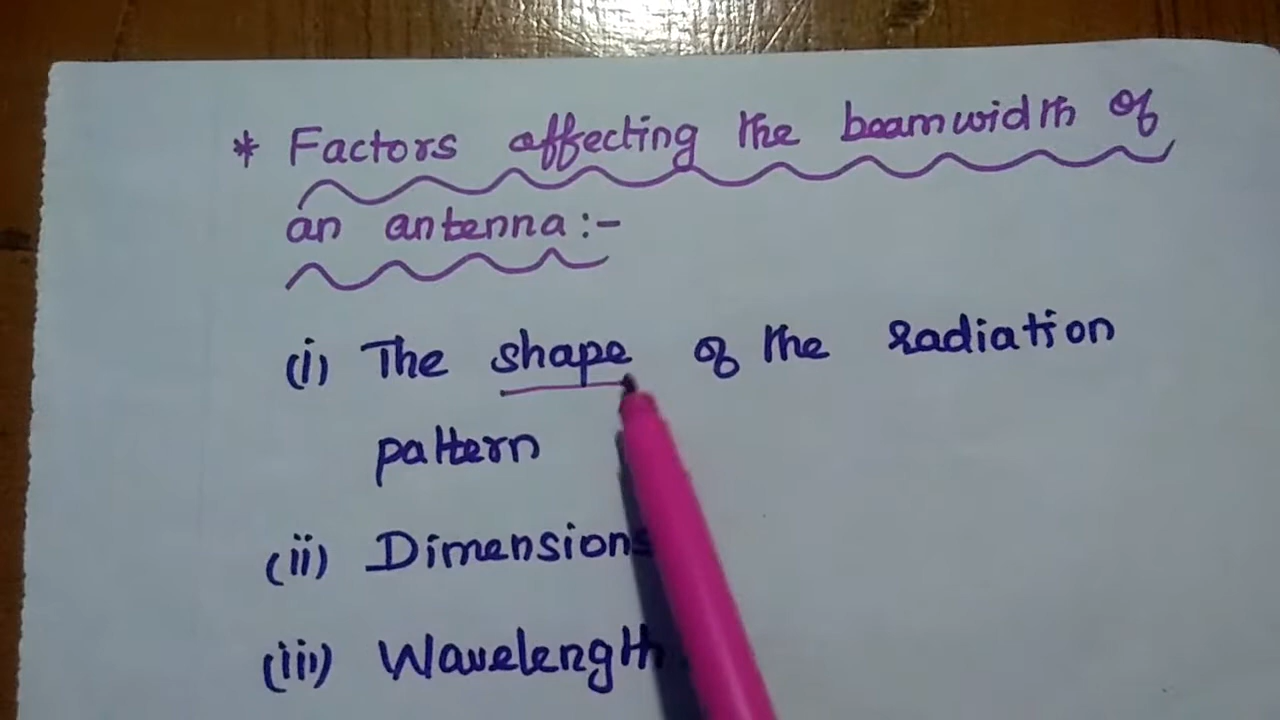 * Factors affecting the beamwidth of
an antenna:-
(i) The shape of the radiation
pattern
(ii) Dimensions
(iii) Wavelength